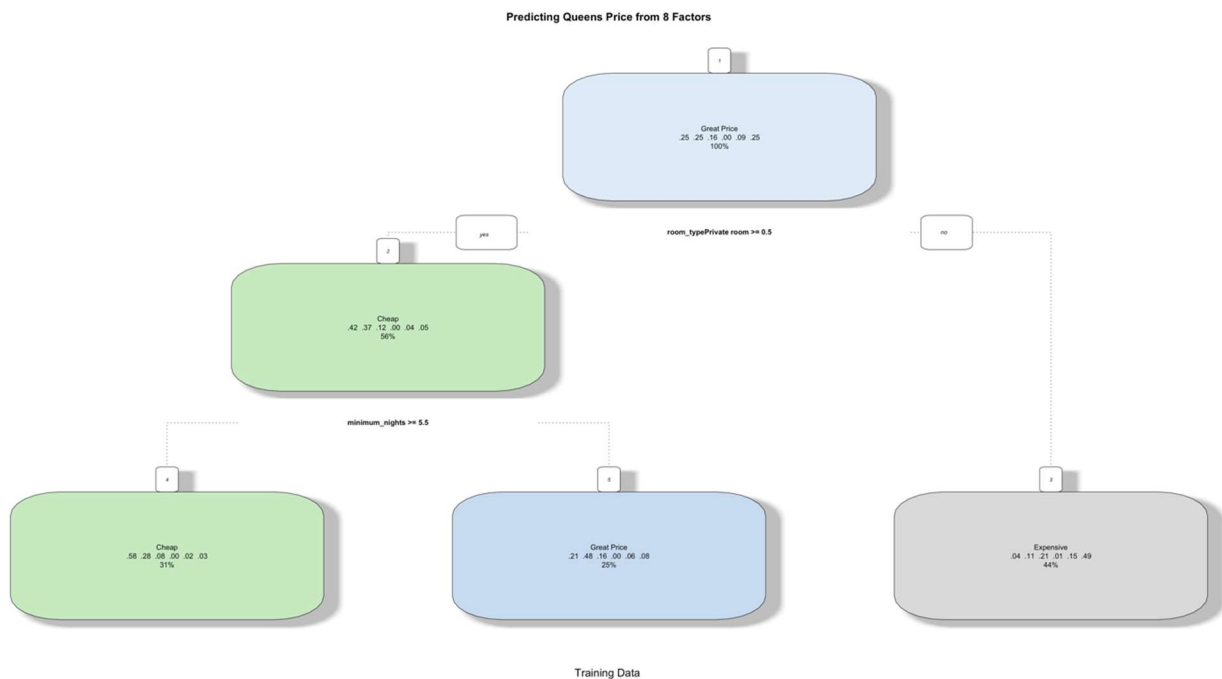 Predicting Queens Price from 8 Factors
1
Great Price
.25 .25 .16 .00 .09 .25
100%
yes
room_typePrivate room >= 0.5
no
2
Cheap
.42 .37 .12 .00 .04 .05
56%
minimum_nights >= 5.5
4
5
3
Cheap
.58 .28 .08 .00 .02 .03
31%
Great Price
.21 .48 .16 .00 .06 .08
25%
Expensive
.04 .11 .21 .01 .15 .49
44%
Training Data